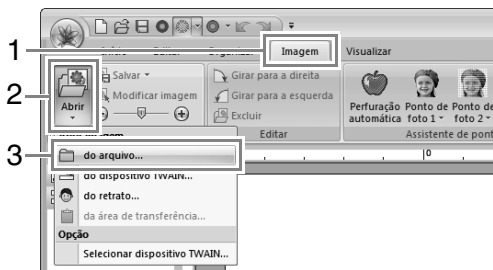 1
Imagem
Visualizar
2
Abrir
Salvar
Modificar imagem
Girar para a direita
Girar para a esquerda
Excluir
Editar
Perfuração automática
Ponto de foto 1
Ponto de foto 2
Assistente de pont
0
3
do arquivo...
do dispositivo TWAIN...
do retrato...
da área de transferência...
Opção
Selecionar dispositivo TWAIN...